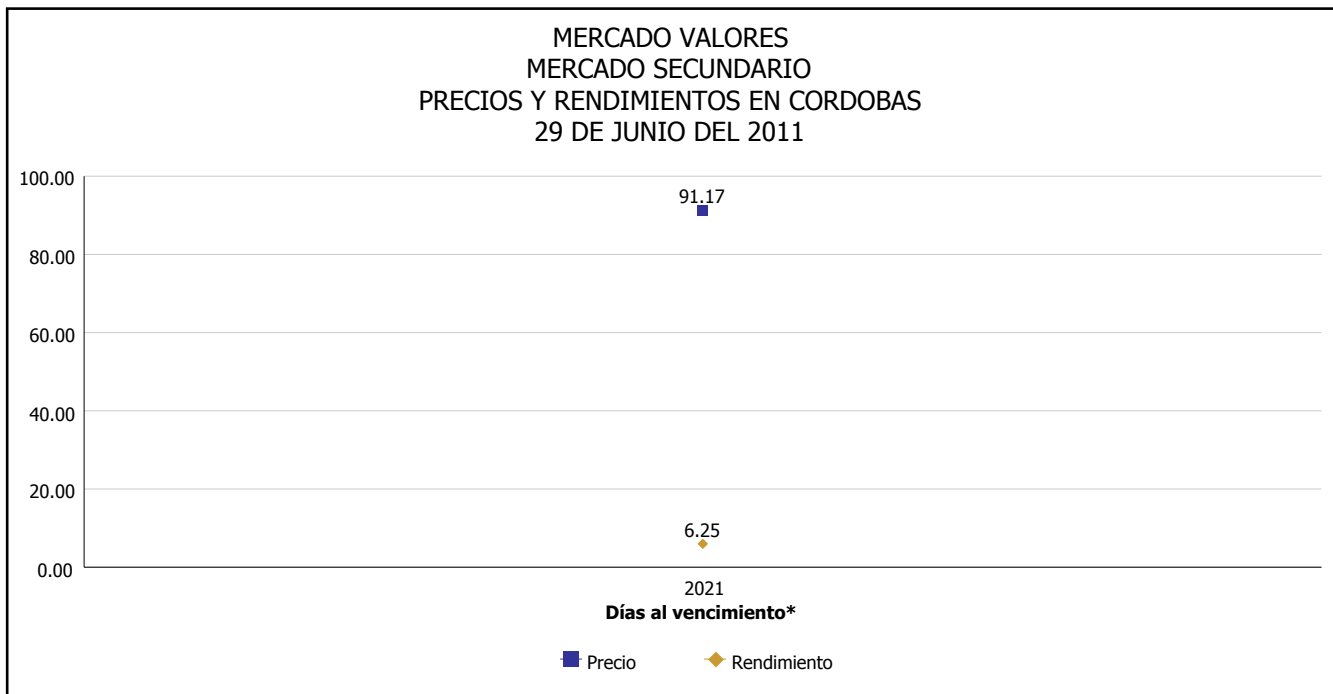 MERCADO VALORES
MERCADO SECUNDARIO
PRECIOS Y RENDIMIENTOS EN CORDOBAS
29 DE JUNIO DEL 2011
100.00
91.17
80.00
60.00
40.00
20.00
6.25
0.00
2021
Días al vencimiento*
Precio
Rendimiento